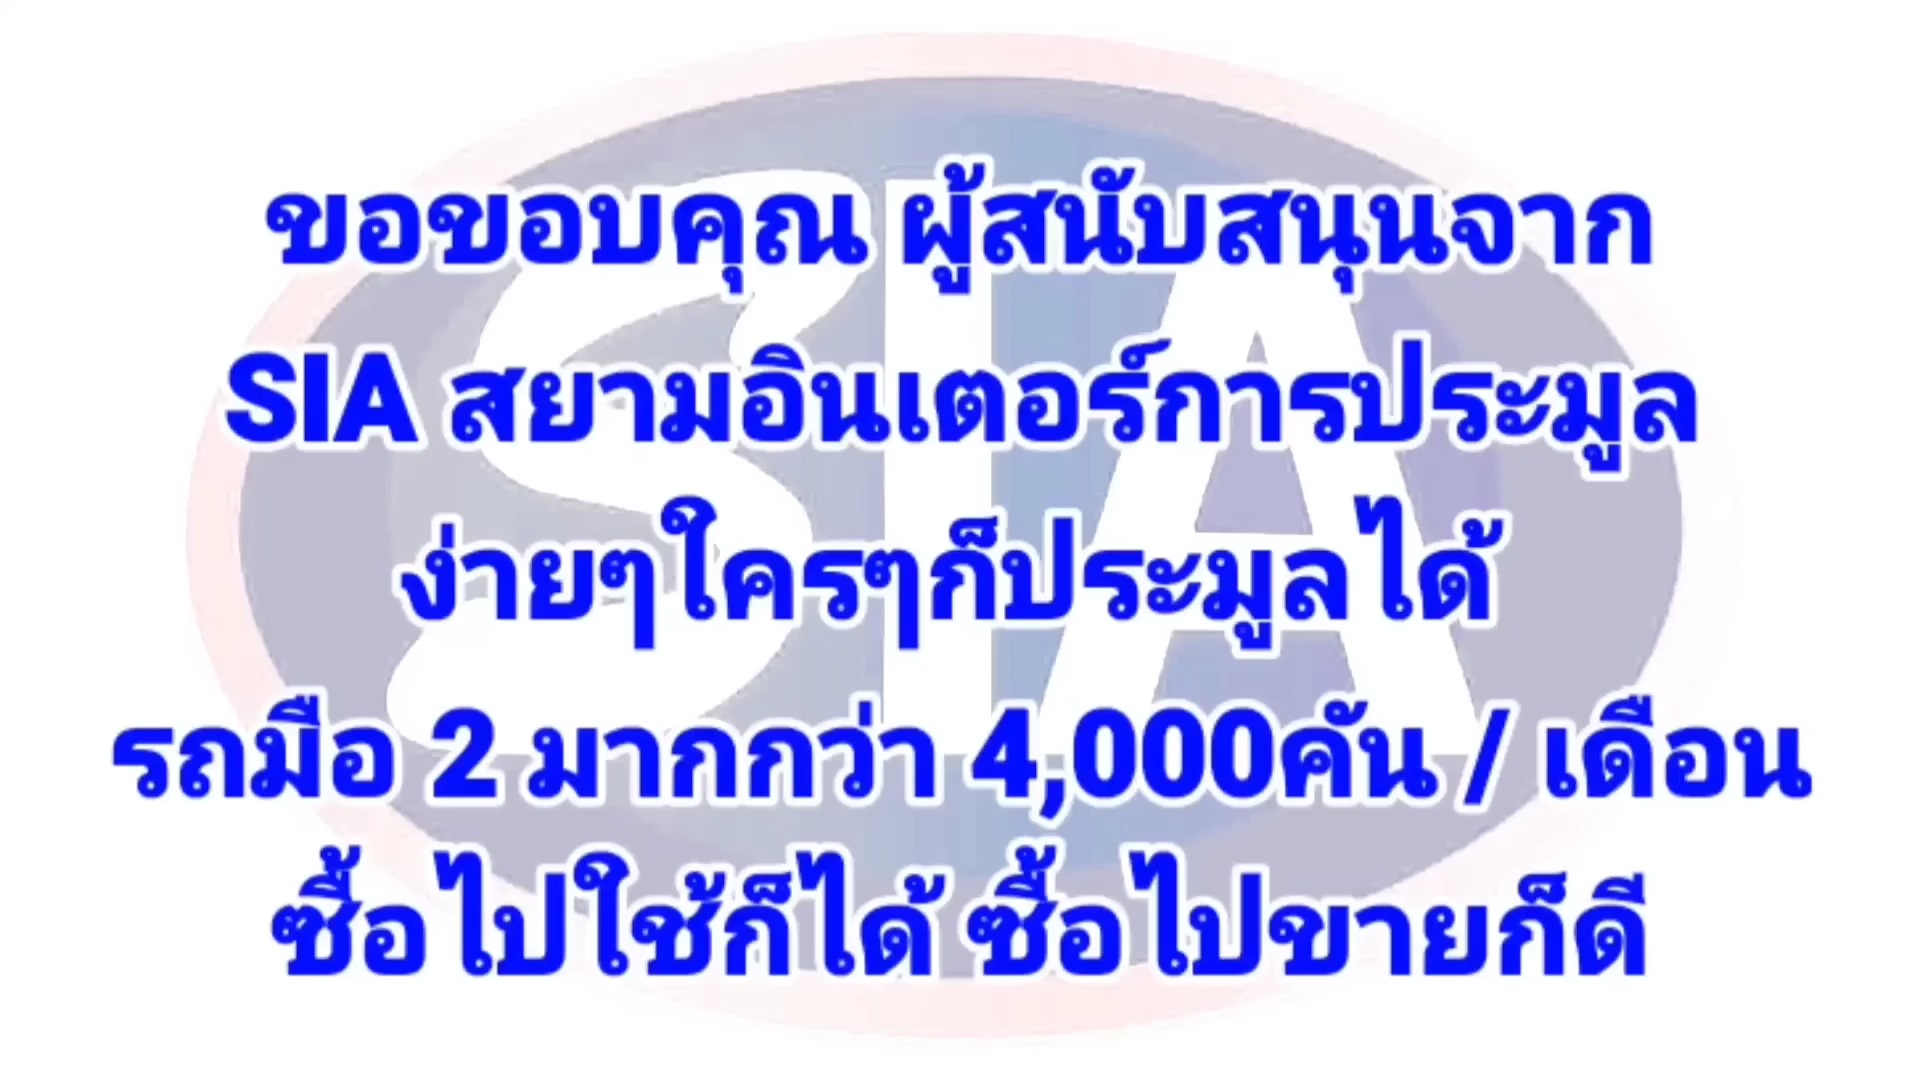 ขอขอบคุณ ผู้สนับสนุนจาก
SIA สยามอินเตอร์การประมูล
ง่ายๆใครๆก็ประมูลได้
รถมือ 2 มากกว่า 4,000คัน / เดือน
ซื้อไปใช้ก็ได้ ซื้อไปขายก็ดี
SIA